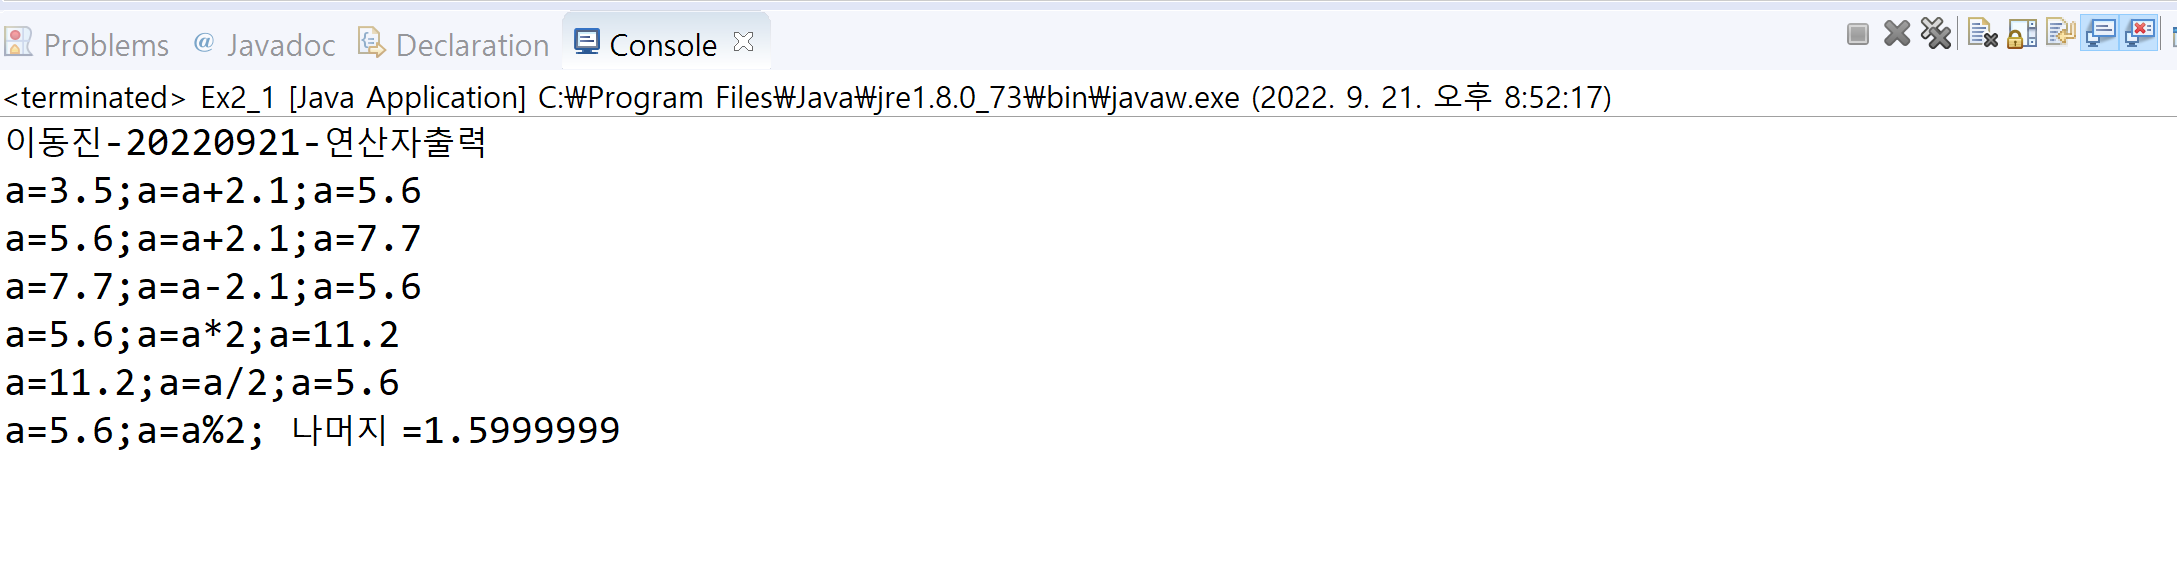 Problems @ Javadoc Declaration Console
<terminated> Ex2_1 [Java Application] C:₩Program Files₩Java₩jre1.8.0_73₩bin₩javaw.exe (2022. 9. 21. 오후 8:52:17)
이동진-20220921-연산자출력
a=3.5;a=a+2.1;a=5.6
a=5.6;a=a+2.1;a=7.7
a=7.7;a=a-2.1;a=5.6
a=5.6;a=a*2;a=11.2
a=11.2;a=a/2;a=5.6
a=5.6;a=a%2; 나머지 =1.5999999